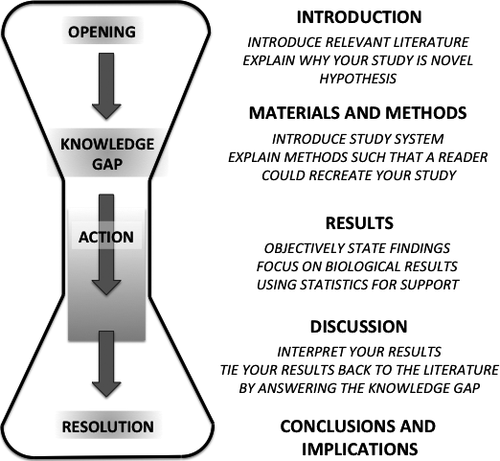 OPENING
KNOWLEDGE
GAP
ACTION
RESOLUTION
INTRODUCTION
INTRODUCE RELEVANT LITERATURE
EXPLAIN WHY YOUR STUDY IS NOVEL
HYPOTHESIS
MATERIALS AND METHODS
INTRODUCE STUDY SYSTEM
EXPLAIN METHODS SUCH THAT A READER
COULD RECREATE YOUR STUDY
RESULTS
OBJECTIVELY STATE FINDINGS
FOCUS ON BIOLOGICAL RESULTS
USING STATISTICS FOR SUPPORT
DISCUSSION
INTERPRET YOUR RESULTS
TIE YOUR RESULTS BACK TO THE LITERATURE
BY ANSWERING THE KNOWLEDGE GAP
CONCLUSIONS AND
IMPLICATIONS